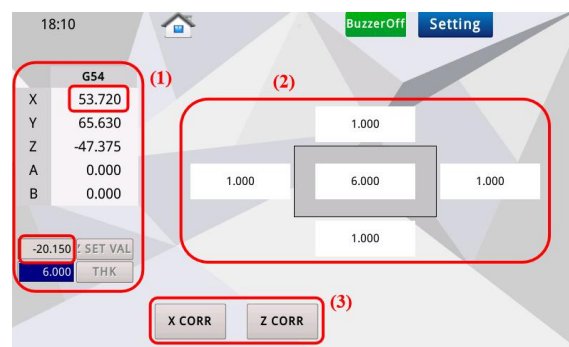 18:10
BuzzerOff
Setting
(1)
G54
X 53.720
Y 65.630
Z -47.375
A 0.000
B 0.000
-20.150 Z SET VAL
6.000 THK
(2)
1.000
1.000 6.000 1.000
1.000
(3)
X CORR Z CORR